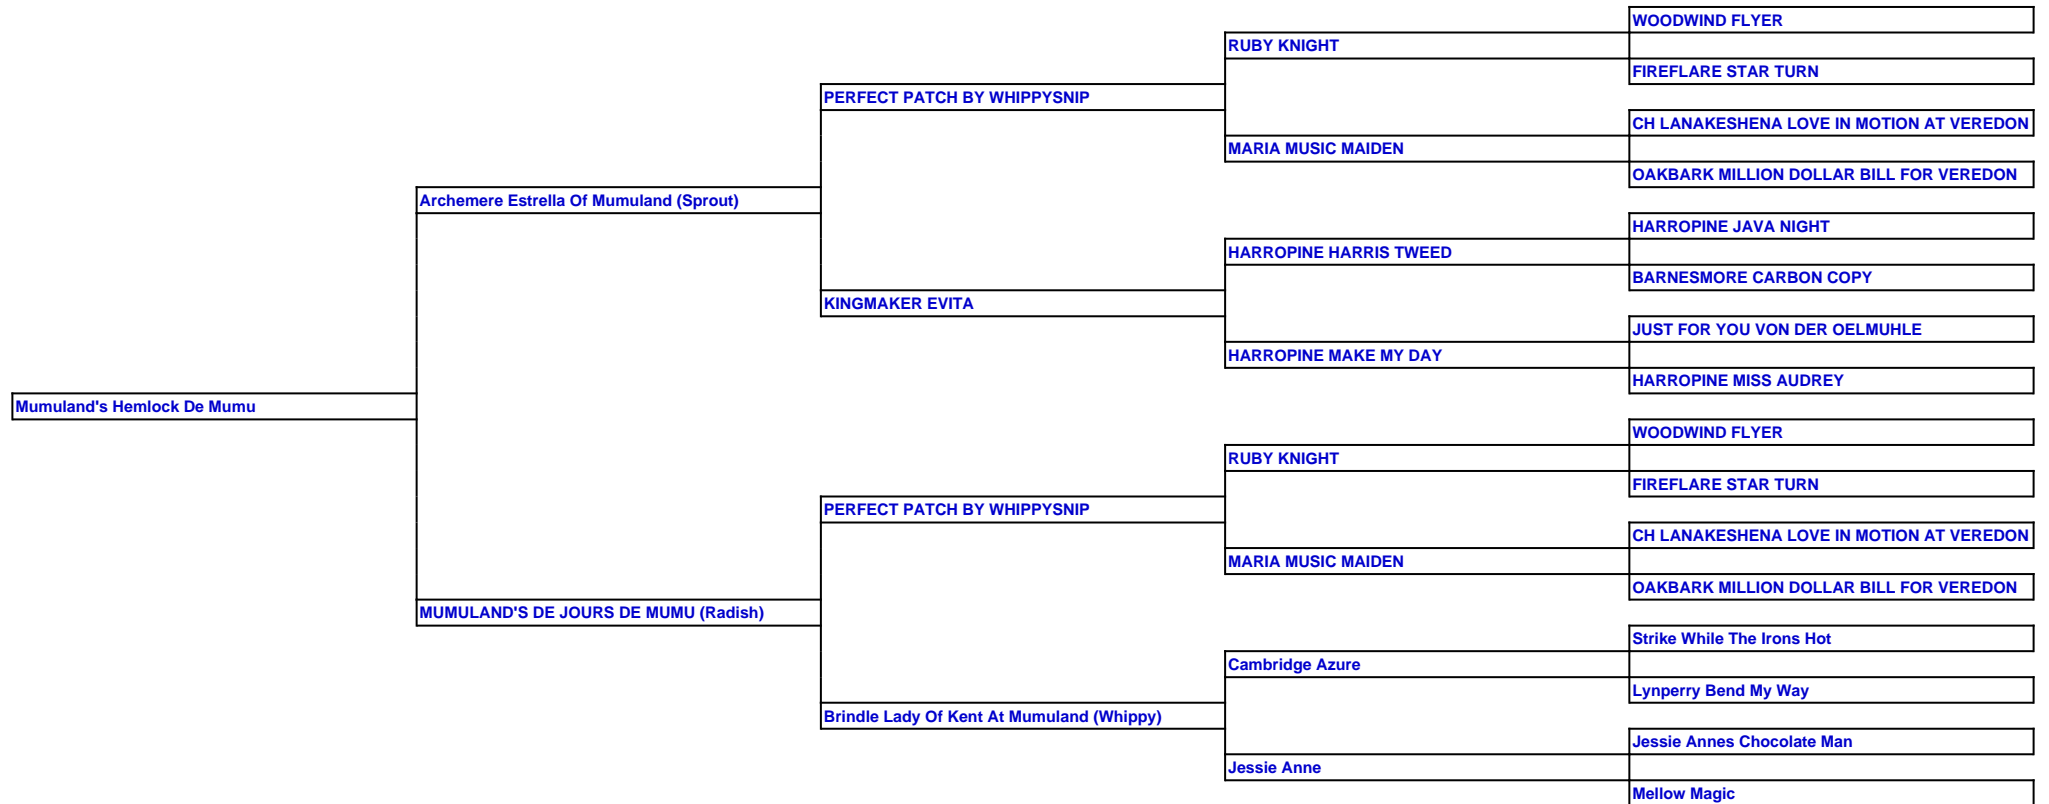 WOODWIND FLYER
RUBY KNIGHT
FIREFLARE STAR TURN
PERFECT PATCH BY WHIPPYSNIP
CH LANAKESHENA LOVE IN MOTION AT VEREDON
MARIA MUSIC MAIDEN
OAKBARK MILLION DOLLAR BILL FOR VEREDON
Archemere Estrella Of Mumuland (Sprout)
HARROPINE JAVA NIGHT
HARROPINE HARRIS TWEED
BARNESMORE CARBON COPY
KINGMAKER EVITA
JUST FOR YOU VON DER OELMUHLE
HARROPINE MAKE MY DAY
HARROPINE MISS AUDREY
Mumuland's Hemlock De Mumu
WOODWIND FLYER
RUBY KNIGHT
FIREFLARE STAR TURN
PERFECT PATCH BY WHIPPYSNIP
CH LANAKESHENA LOVE IN MOTION AT VEREDON
MARIA MUSIC MAIDEN
OAKBARK MILLION DOLLAR BILL FOR VEREDON
MUMULAND'S DE JOURS DE MUMU (Radish)
Strike While The Irons Hot
Cambridge Azure
Lynperry Bend My Way
Brindle Lady Of Kent At Mumuland (Whippy)
Jessie Annes Chocolate Man
Jessie Anne
Mellow Magic